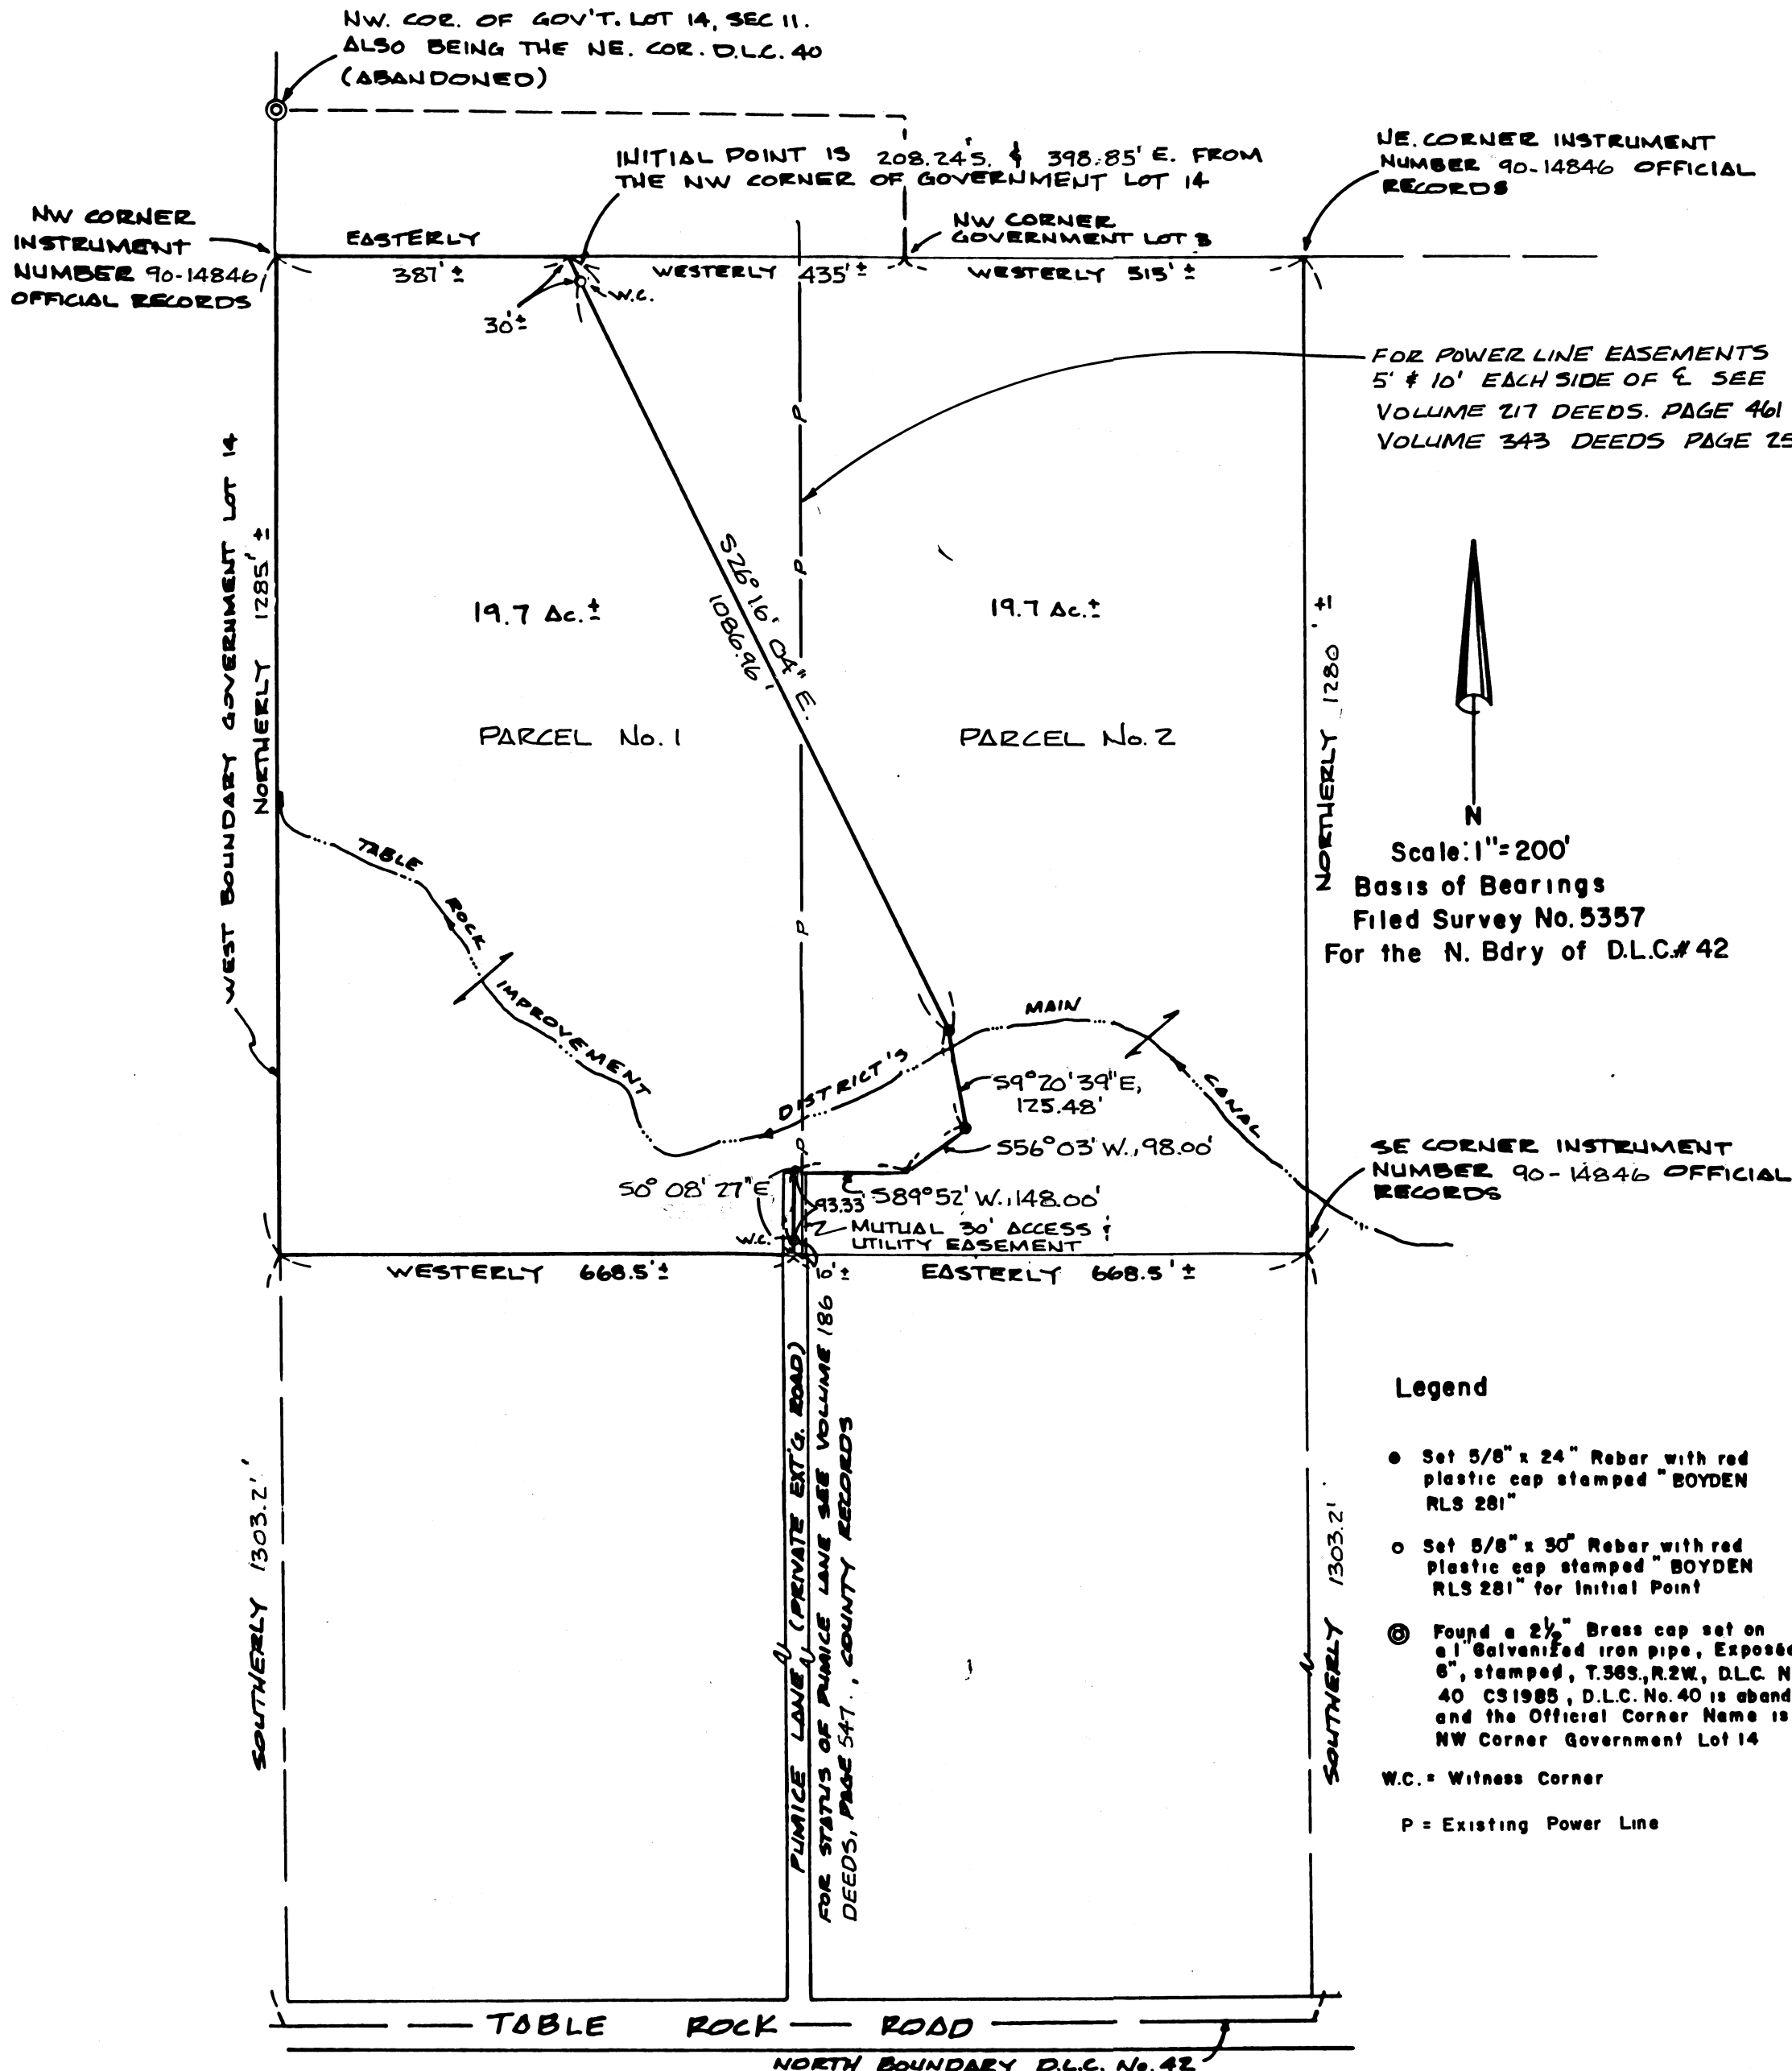 NW. COR. OF GOV'T. LOT 14, SEC 11.
ALSO BEING THE NE. COR. D.L.C. 40
(ABANDONED)
INITIAL POINT IS 208.24'S. & 398.85' E. FROM
THE NW CORNER OF GOVERNMENT LOT 14
NE. CORNER INSTRUMENT
NUMBER 90-14846 OFFICIAL
RECORDS
NW CORNER
INSTRUMENT
NUMBER 90-14846
OFFICIAL RECORDS
NW CORNER
GOVERNMENT LOT 3
EASTERLY
387' ±
WESTERLY 435' ±
WESTERLY 515' ±
W.C.
30' ±
FOR POWER LINE EASEMENTS
5' & 10' EACH SIDE OF ℄ SEE
VOLUME 217 DEEDS. PAGE 461
VOLUME 343 DEEDS PAGE 25
P
P
P
P
P
WEST BOUNDARY GOVERNMENT LOT 14
NORTHERLY 1285' ±
S26° 16' 04" E.
1086.96'
19.7 Ac. ±
19.7 Ac. ±
PARCEL No. 1
PARCEL No. 2
NORTHERLY 1280' ±
N
Scale: 1"=200'
Basis of Bearings
Filed Survey No. 5357
For the N. Bdry of D.L.C.# 42
TABLE
ROCK
IMPROVEMENT
DISTRICT'S
MAIN
CANAL
S9°20'39"E,
125.48'
S56°03' W., 98.00'
S0° 08' 27" E
93.33'
S89°52' W., 148.00'
MUTUAL 30' ACCESS &
UTILITY EASEMENT
W.C.
10' ±
SE CORNER INSTRUMENT
NUMBER 90-14846 OFFICIAL
RECORDS
WESTERLY 668.5' ±
EASTERLY 668.5' ±
SOUTHERLY 1303.2'
PUMICE LANE (PRIVATE EXT'G. ROAD)
FOR STATUS OF PUMICE LANE SEE VOLUME 186
DEEDS, PAGE 547., COUNTY RECORDS
SOUTHERLY 1303.2'
Legend
Set 5/8" x 24" Rebar with red
plastic cap stamped "BOYDEN
RLS 281"
Set 5/8" x 30" Rebar with red
plastic cap stamped "BOYDEN
RLS 281" for Initial Point
Found a 2½" Brass cap set on
a 1" Galvanized iron pipe, Exposed
6", stamped, T.36S., R.2W., D.L.C. N
40 CS1985, D.L.C. No. 40 is aband
and the Official Corner Name is
NW Corner Government Lot 14
W.C. = Witness Corner
P = Existing Power Line
TABLE ROCK ROAD
NORTH BOUNDARY D.L.C. No. 42